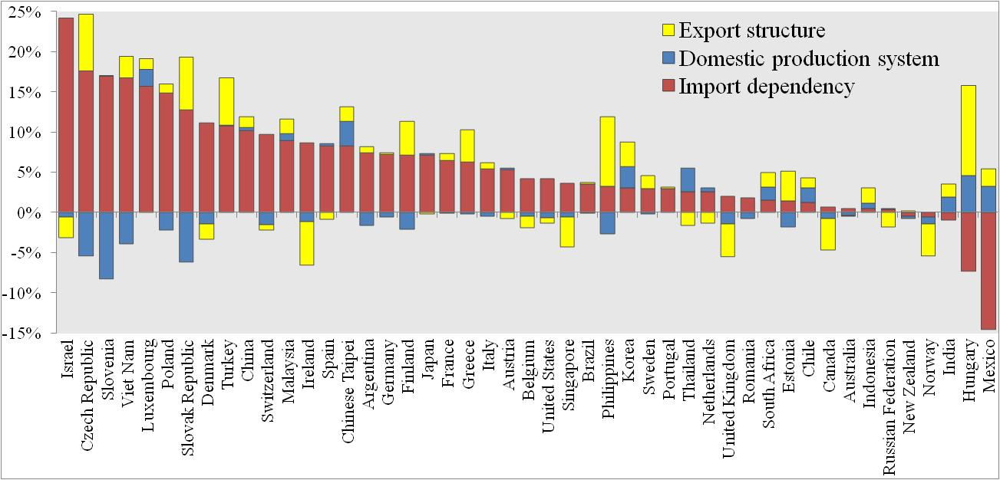 25%
20%
15%
10%
5%
0%
-5%
-10%
-15%
Export structure
Domestic production system
Import dependency
Israel
Czech Republic
Slovenia
Viet Nam
Luxembourg
Poland
Slovak Republic
Denmark
Turkey
China
Switzerland
Malaysia
Ireland
Spain
Chinese Taipei
Argentina
Germany
Finland
Japan
France
Greece
Italy
Austria
Belgium
United States
Singapore
Brazil
Philippines
Korea
Sweden
Portugal
Thailand
Netherlands
United Kingdom
Romania
South Africa
Estonia
Chile
Canada
Australia
Indonesia
Russian Federation
New Zealand
Norway
India
Hungary
Mexico